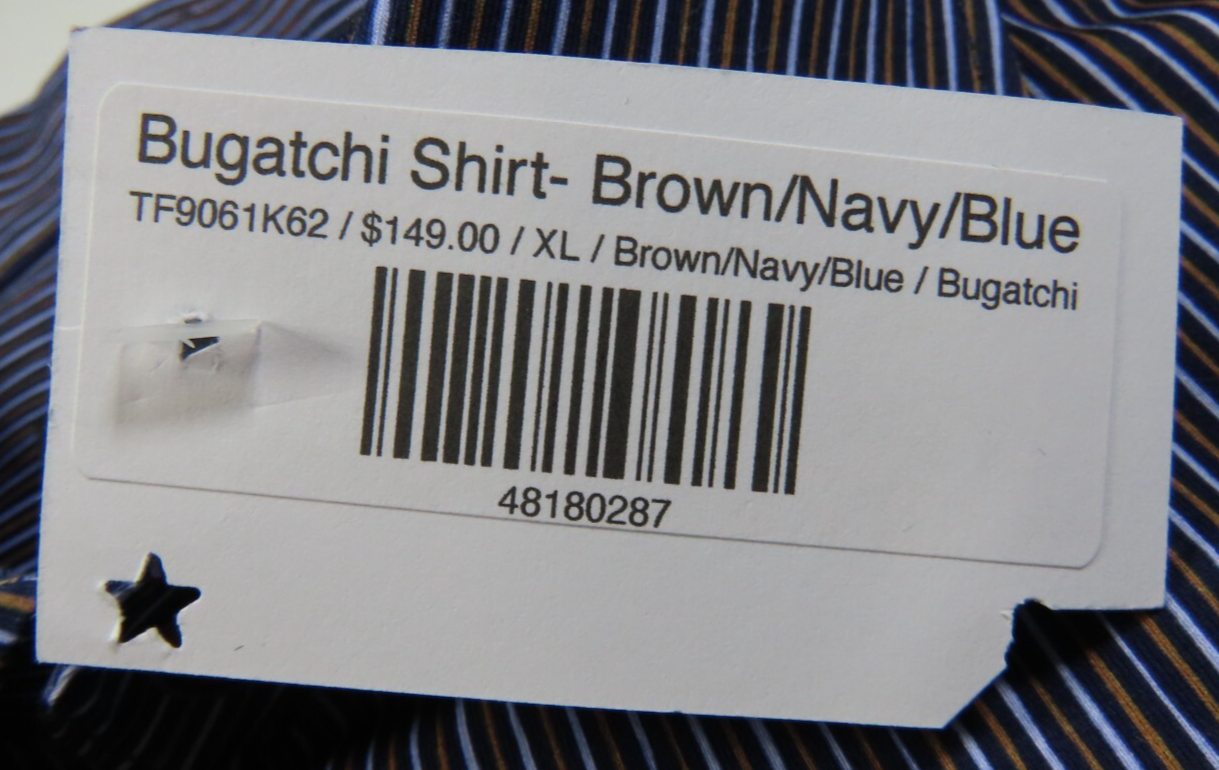 Bugatchi Shirt- Brown/Navy/Blue
TF9061K62 / $149.00 / XL / Brown/Navy/Blue / Bugatchi
48180287